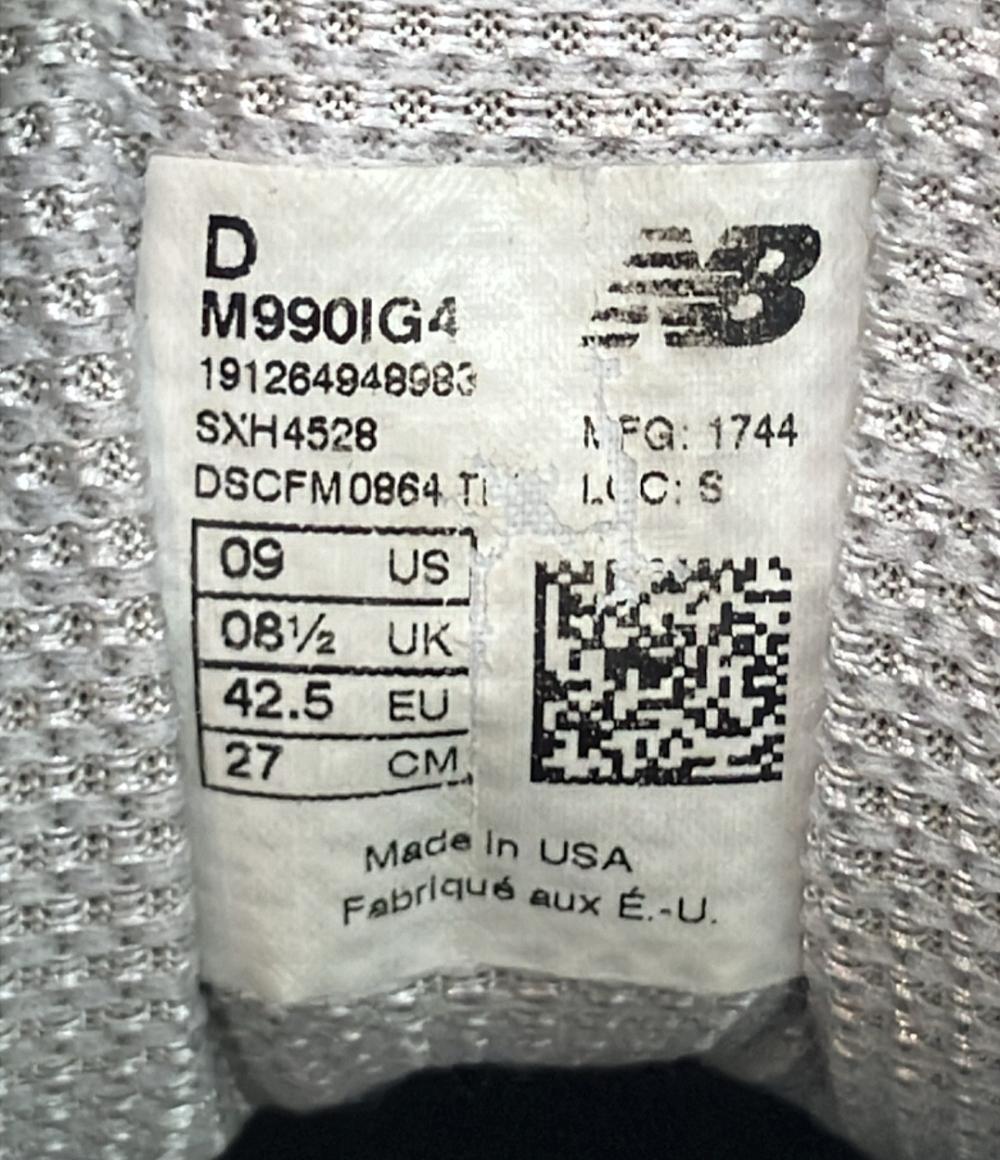 D
NB
M990IG4
191264948983
SXH4528 MFG: 1744
DSCFM0864 LOC: S
09 US
08½ UK
42.5 EU
27 CM
Made in USA
Fabriqué aux É.-U.